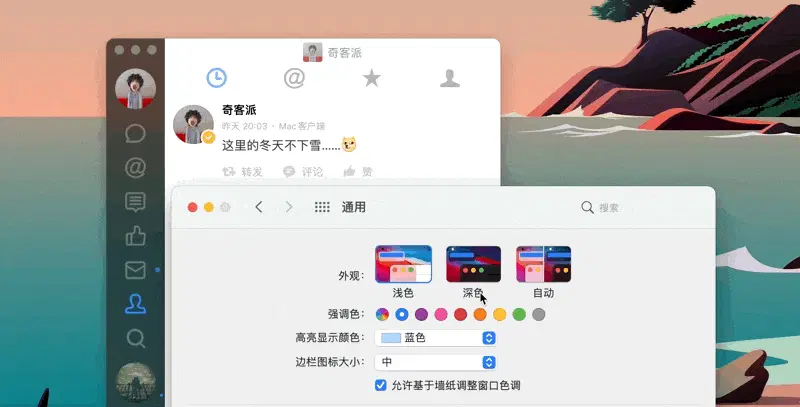 奇客派
奇客派
昨天 20:03 · Mac客户端
这里的冬天不下雪......
转发 评论 赞
通用
搜索
外观:
浅色 深色 自动
强调色:
高亮显示颜色: 蓝色
边栏图标大小: 中
允许基于墙纸调整窗口色调